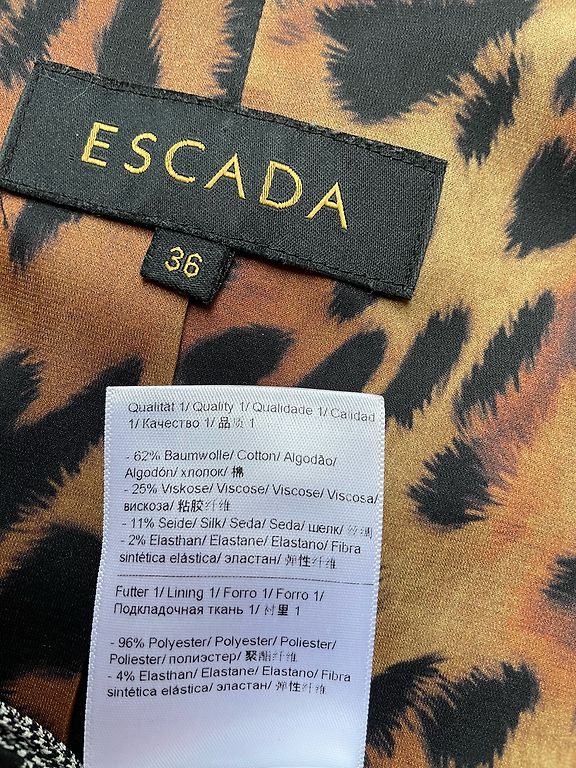 ESCADA
36
Qualität 1/ Quality 1/ Qualidade 1/ Calidad
1/ Качество 1/ 品质 1
- 62% Baumwolle/ Cotton/ Algodão/
Algodón/ хлопок/ 棉
- 25% Viskose/ Viscose/ Viscose/ Viscosa/
вискоза/ 粘胶纤维
- 11% Seide/ Silk/ Seda/ Seda/ шелк/ 丝绸
- 2% Elasthan/ Elastane/ Elastano/ Fibra
sintética elástica/ эластан/ 弹性纤维
Futter 1/ Lining 1/ Forro 1/ Forro 1/
Подкладочная ткань 1/ 衬里 1
- 96% Polyester/ Polyester/ Poliester/
Poliester/ полиэстер/ 聚酯纤维
- 4% Elasthan/ Elastane/ Elastano/ Fibra
sintética elástica/ эластан/ 弹性纤维